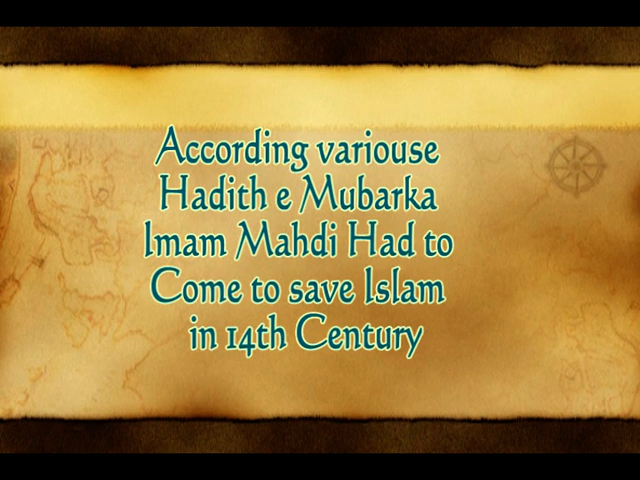 According variouse
Hadith e Mubarka
Imam Mahdi Had to
Come to save Islam
in 14th Century